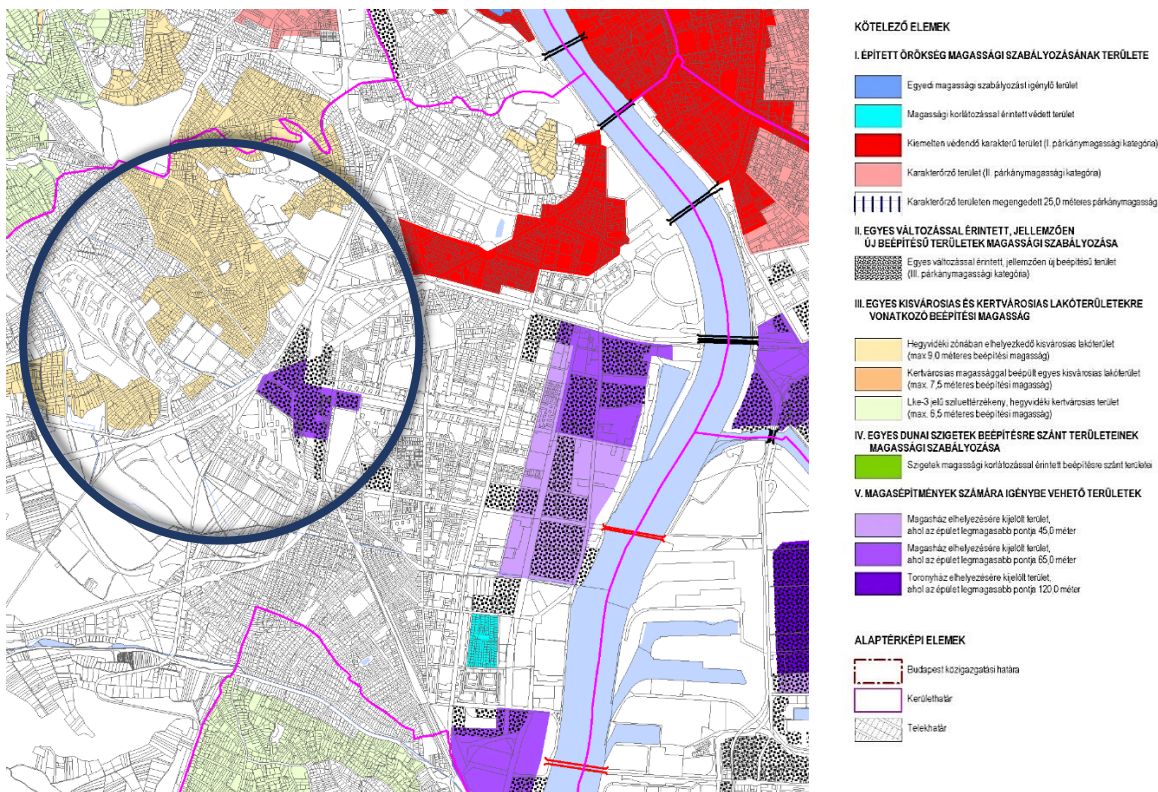 KÖTELEZŐ ELEMEK
I. ÉPÍTETT ÖRÖKSÉG MAGASSÁGI SZABÁLYOZÁSÁNAK TERÜLETE
Egyedi magassági szabályozást igénylő terület
Magassági korlátozással érintett védett terület
Kiemelten védendő karakterű terület (I. párkánymagassági kategória)
Karakterőrző terület (II. párkánymagassági kategória)
Karakterőrző területen megengedett 25,0 méteres párkánymagasság
II. EGYES VÁLTOZÁSSAL ÉRINTETT, JELLEMZŐEN
ÚJ BEÉPÍTÉSŰ TERÜLETEK MAGASSÁGI SZABÁLYOZÁSA
Egyes változással érintett, jellemzően új beépítésű terület
(III. párkánymagassági kategória)
III. EGYES KISVÁROSIAS ÉS KERTVÁROSIAS LAKÓTERÜLETEKRE
VONATKOZÓ BEÉPÍTÉSI MAGASSÁG
Hegyvidéki zónában elhelyezkedő kisvárosias lakóterület
(max 9,0 méteres beépítési magasság)
Kertvárosias magassággal beépült egyes kisvárosias lakóterület
(max. 7,5 méteres beépítési magasság)
Lke-3 jelű sziluettérzékeny, hegyvidéki kertvárosias terület
(max. 6,5 méteres beépítési magasság)
IV. EGYES DUNAI SZIGETEK BEÉPÍTÉSRE SZÁNT TERÜLETEINEK
MAGASSÁGI SZABÁLYOZÁSA
Szigetek magassági korlátozással érintett beépítésre szánt területei
V. MAGASÉPÍTMÉNYEK SZÁMÁRA IGÉNYBE VEHETŐ TERÜLETEK
Magasház elhelyezésére kijelölt terület,
ahol az épület legmagasabb pontja 45,0 méter
Magasház elhelyezésére kijelölt terület,
ahol az épület legmagasabb pontja 65,0 méter
Toronyház elhelyezésére kijelölt terület,
ahol az épület legmagasabb pontja 120,0 méter
ALAPTÉRKÉPI ELEMEK
Budapest közigazgatási határa
Kerülethatár
Telekhatár